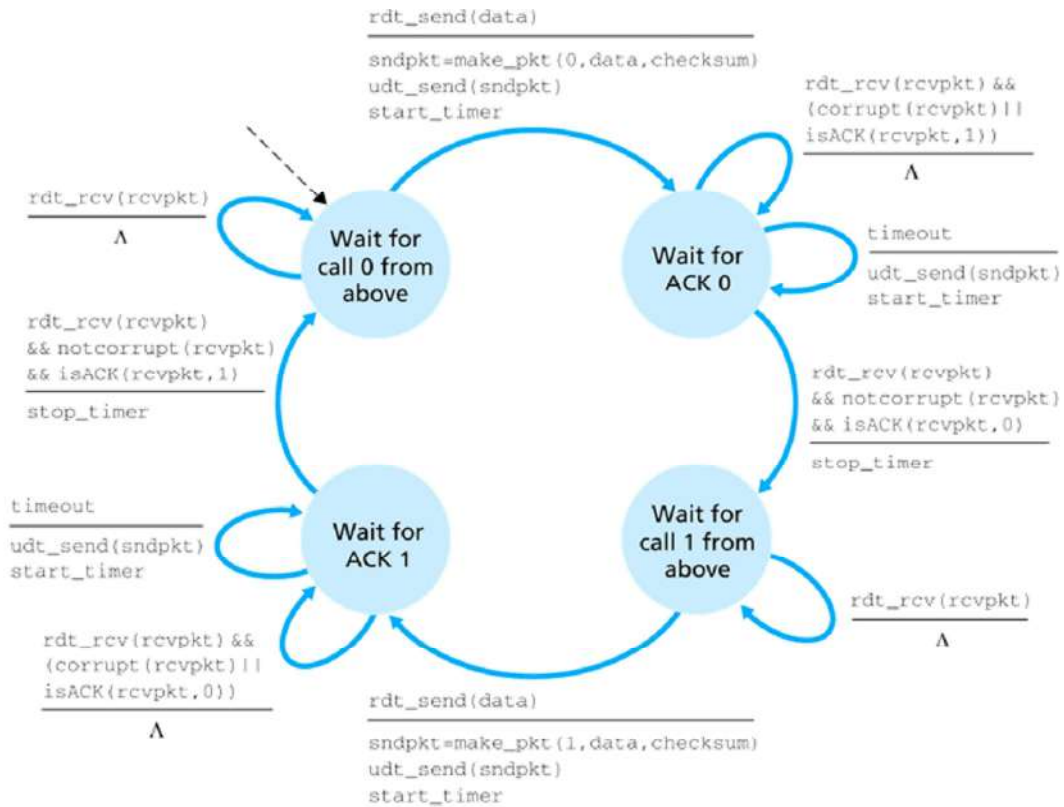 rdt_send(data)
sndpkt=make_pkt(0,data,checksum)
udt_send(sndpkt)
start_timer
rdt_rcv(rcvpkt) &&
(corrupt(rcvpkt)||
isACK(rcvpkt,1))
Λ
rdt_rcv(rcvpkt)
Λ
Wait for
call 0 from
above
Wait for
ACK 0
timeout
udt_send(sndpkt)
start_timer
rdt_rcv(rcvpkt)
&& notcorrupt(rcvpkt)
&& isACK(rcvpkt,1)
stop_timer
rdt_rcv(rcvpkt)
&& notcorrupt(rcvpkt)
&& isACK(rcvpkt,0)
stop_timer
timeout
udt_send(sndpkt)
start_timer
Wait for
ACK 1
Wait for
call 1 from
above
rdt_rcv(rcvpkt)
Λ
rdt_rcv(rcvpkt) &&
(corrupt(rcvpkt)||
isACK(rcvpkt,0))
Λ
rdt_send(data)
sndpkt=make_pkt(1,data,checksum)
udt_send(sndpkt)
start_timer